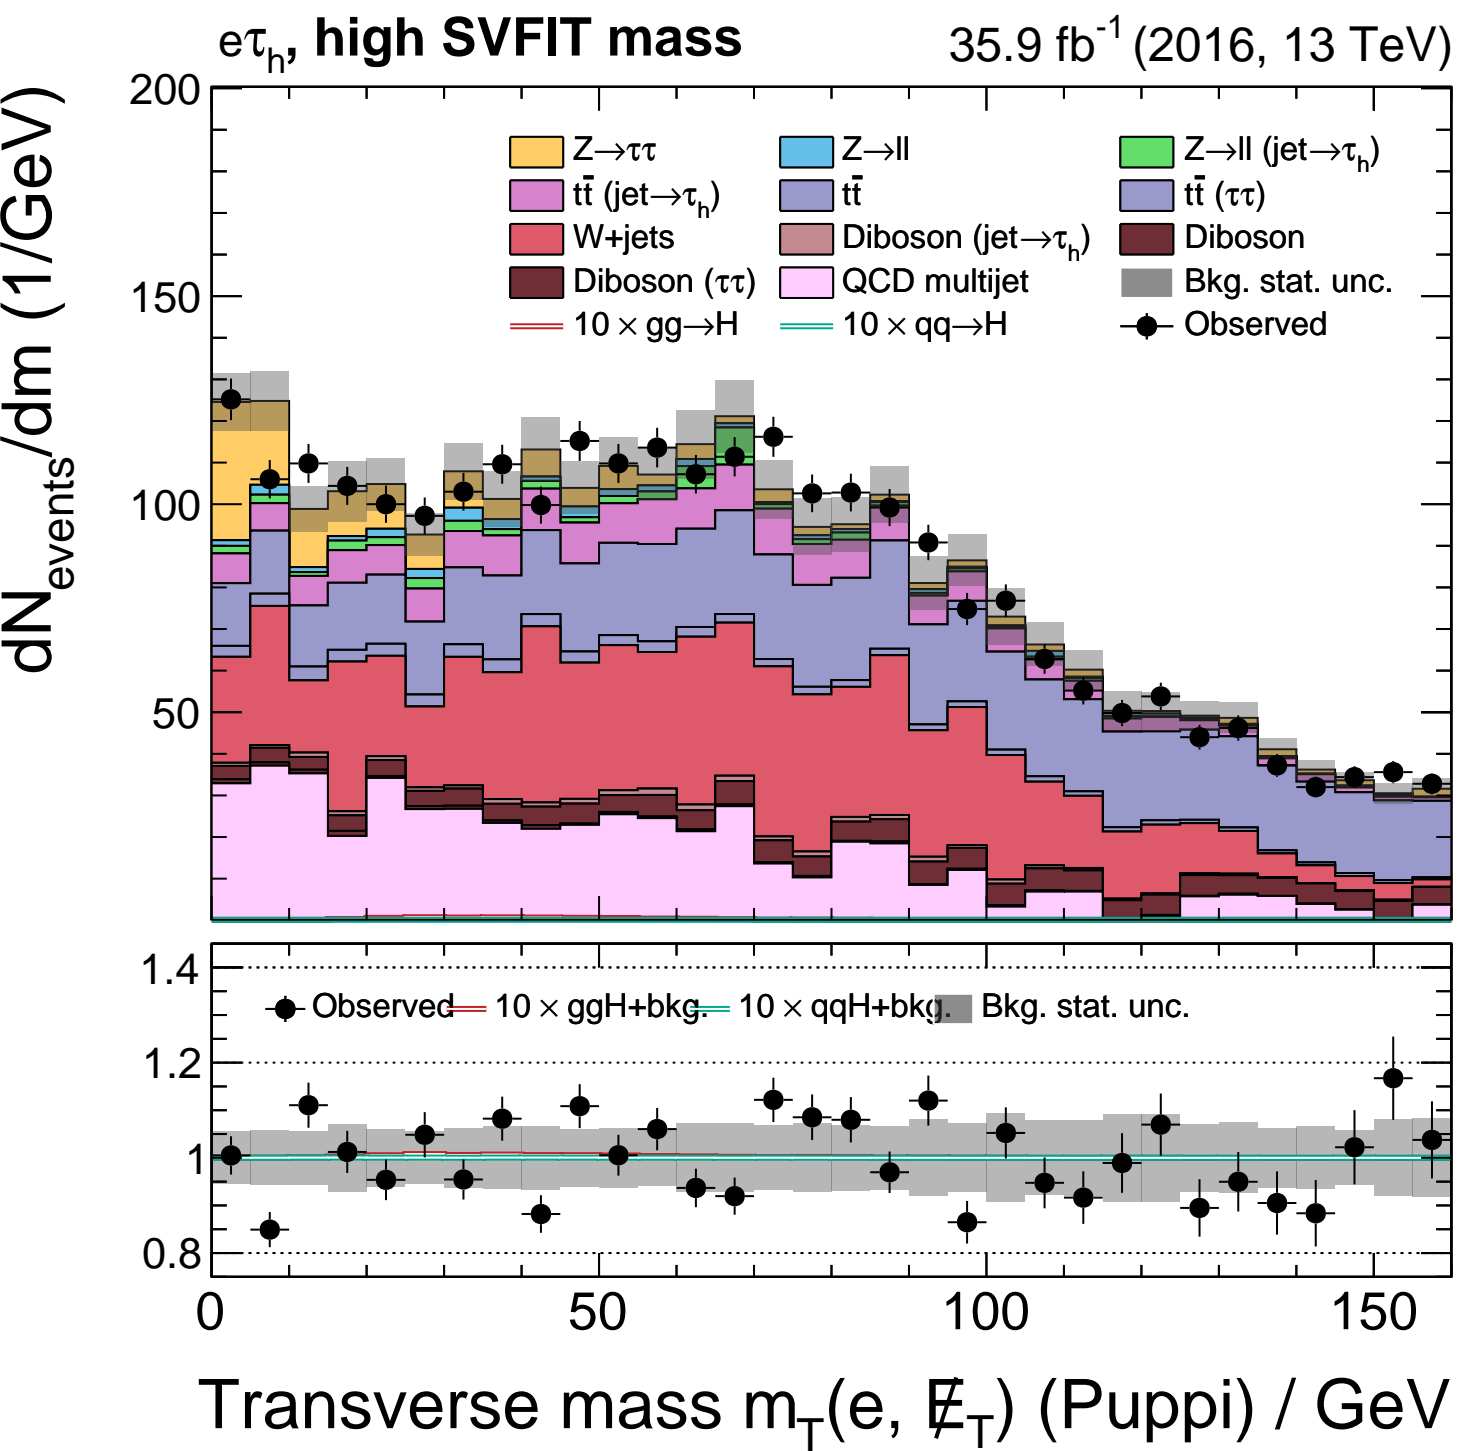 eτh, high SVFIT mass 35.9 fb-1 (2016, 13 TeV)
dNevents/dm (1/GeV)
200
150
100
50
Z→ττ Z→ll Z→ll (jet→τh)
tt̄ (jet→τh) tt̄ tt̄ (ττ)
W+jets Diboson (jet→τh) Diboson
Diboson (ττ) QCD multijet Bkg. stat. unc.
10 × gg→H 10 × qq→H Observed
1.4
1.2
1
0.8
Observed 10 × ggH+bkg. 10 × qqH+bkg. Bkg. stat. unc.
0 50 100 150
Transverse mass mT(e, E̸T) (Puppi) / GeV